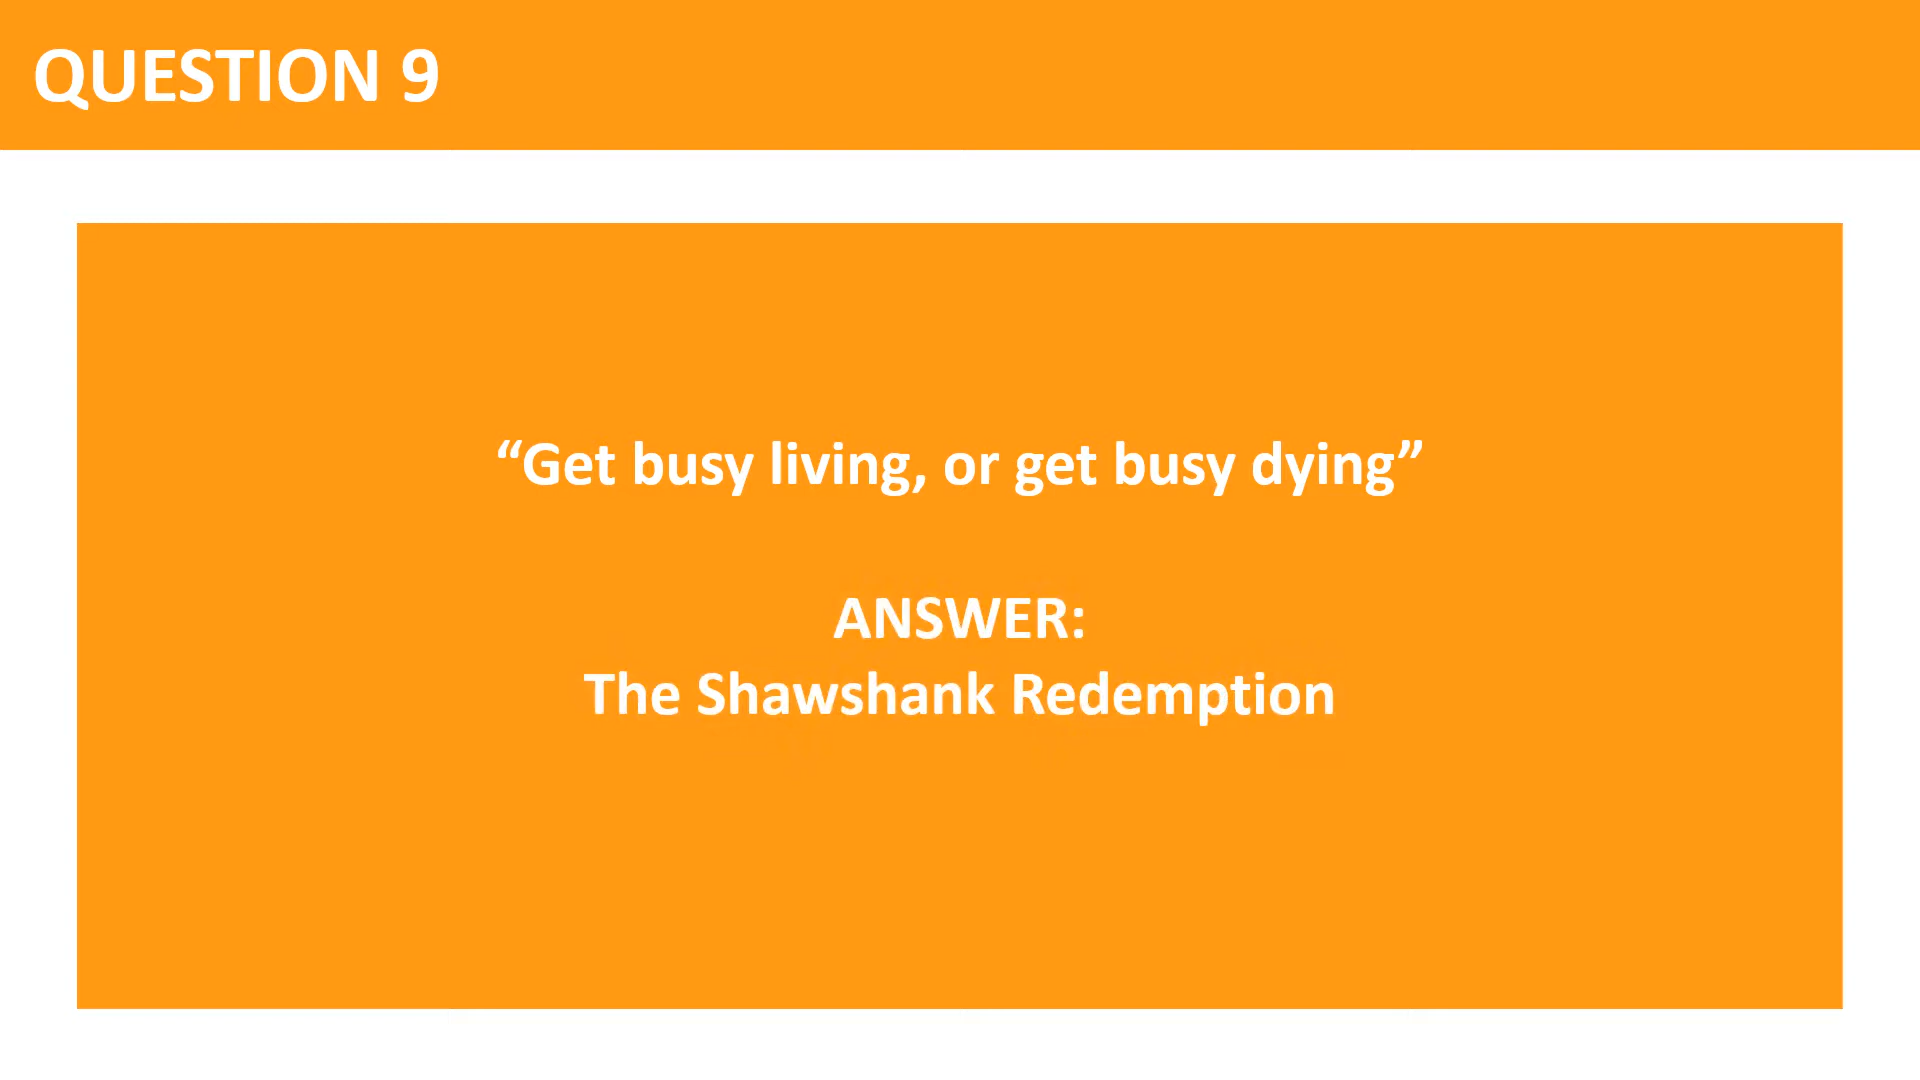 QUESTION 9
“Get busy living, or get busy dying”
ANSWER:
The Shawshank Redemption